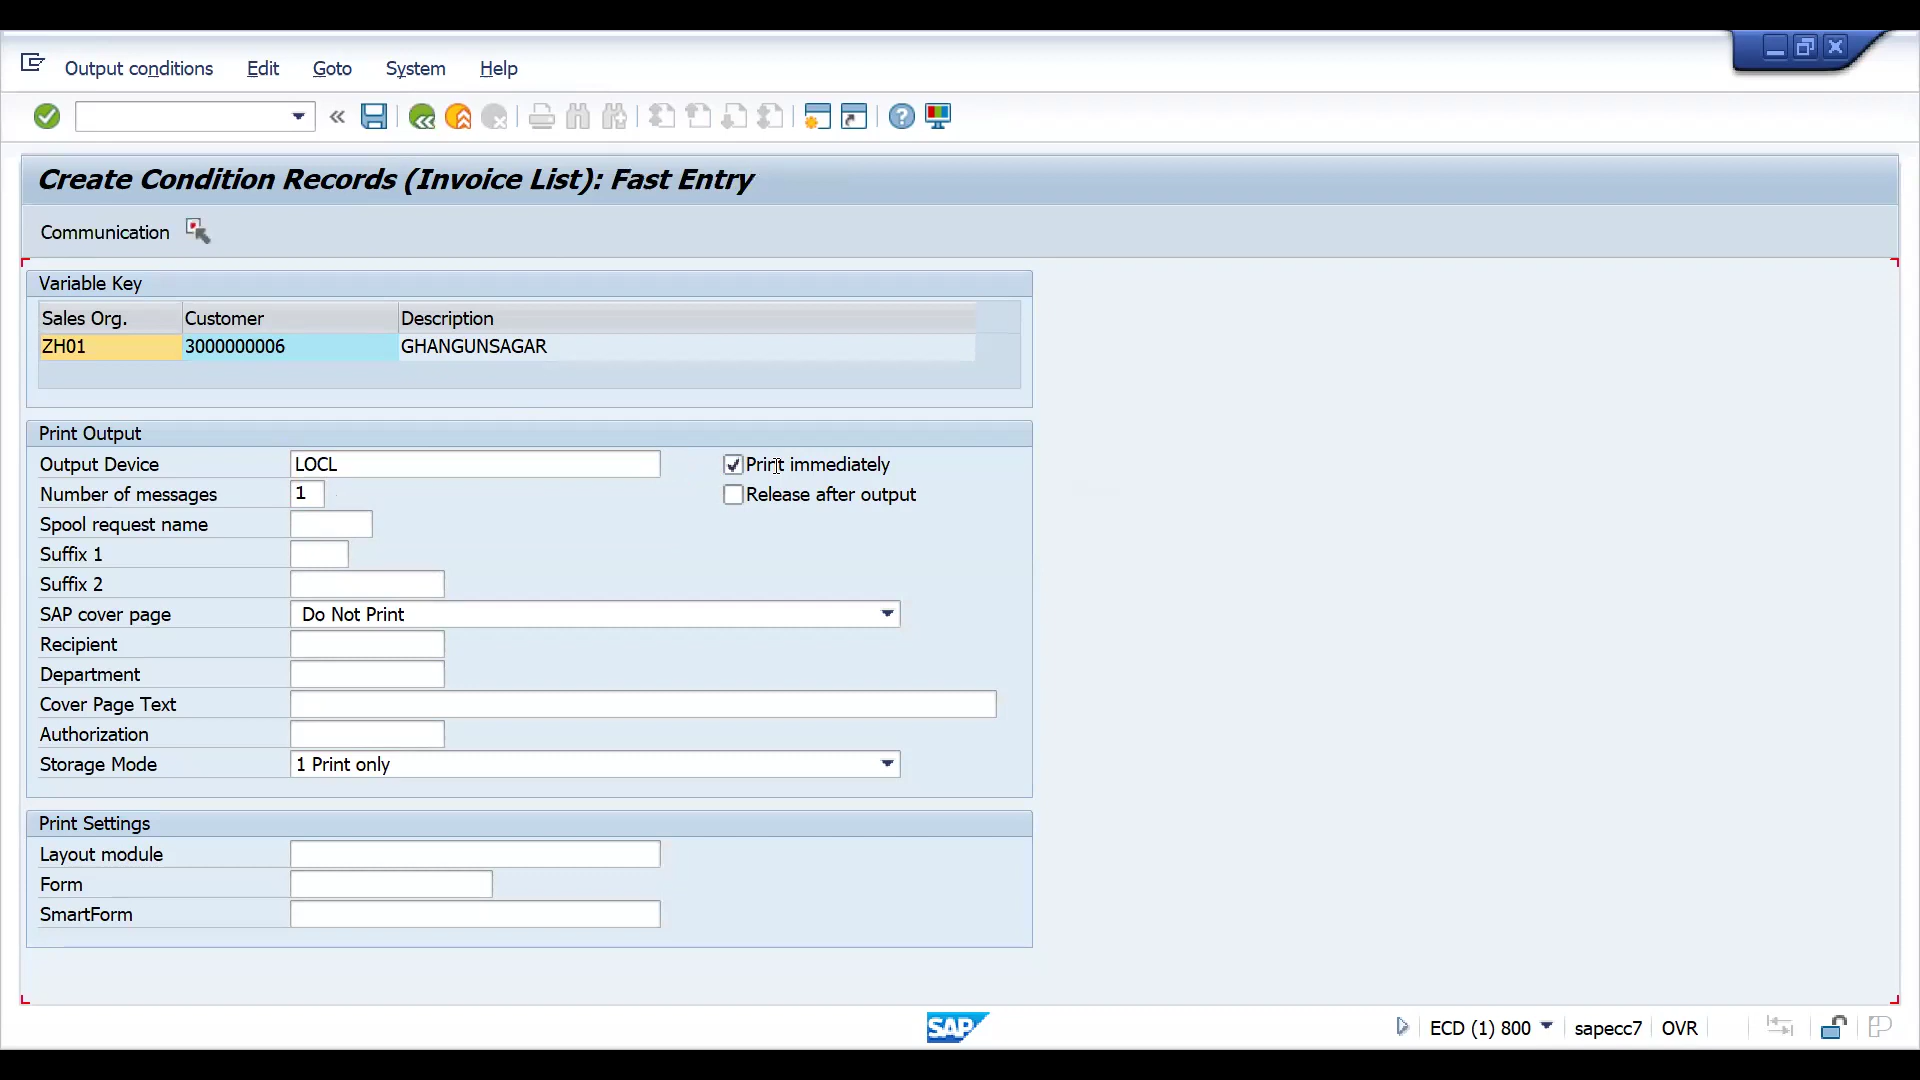 Output conditions Edit Goto System Help
Create Condition Records (Invoice List): Fast Entry
Communication
Variable Key
Sales Org. Customer Description
ZH01 3000000006 GHANGUNSAGAR
Print Output
Output Device LOCL Print immediately
Number of messages 1 Release after output
Spool request name
Suffix 1
Suffix 2
SAP cover page Do Not Print
Recipient
Department
Cover Page Text
Authorization
Storage Mode 1 Print only
Print Settings
Layout module
Form
SmartForm
SAP ECD (1) 800 sapecc7 OVR